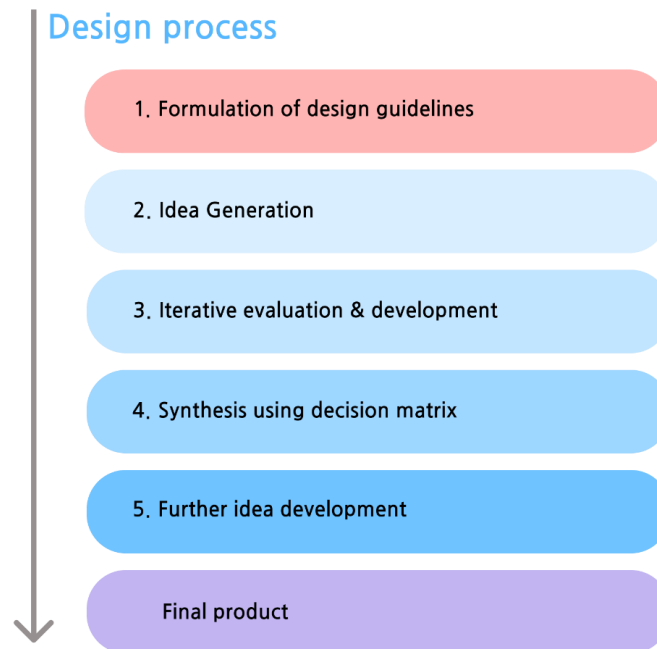 Design process
1. Formulation of design guidelines
2. Idea Generation
3. Iterative evaluation & development
4. Synthesis using decision matrix
5. Further idea development
Final product